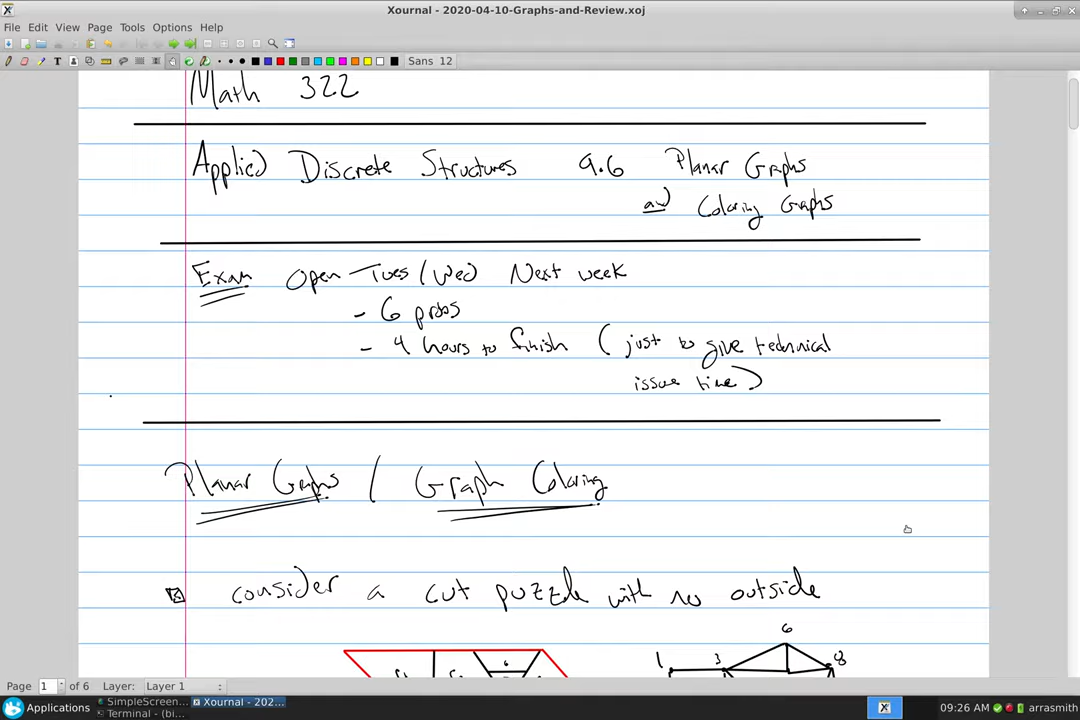 Xournal - 2020-04-10-Graphs-and-Review.xoj
File Edit View Page Tools Options Help
Sans 12
Math 322
Applied Discrete Structures 9.6 Planar Graphs
and Coloring Graphs
Exam Open Tues/(Wed) Next week
- 6 probs
- 4 hours to finish (just to give technical
issue time)
Planar Graphs / Graph Coloring
consider a cut puzzle with no outside
6
1 3 8
Page 1 of 6 Layer: Layer 1
Applications
SimpleScreen...
Terminal - (bi...
Xournal - 202...
09:26 AM arrasmith